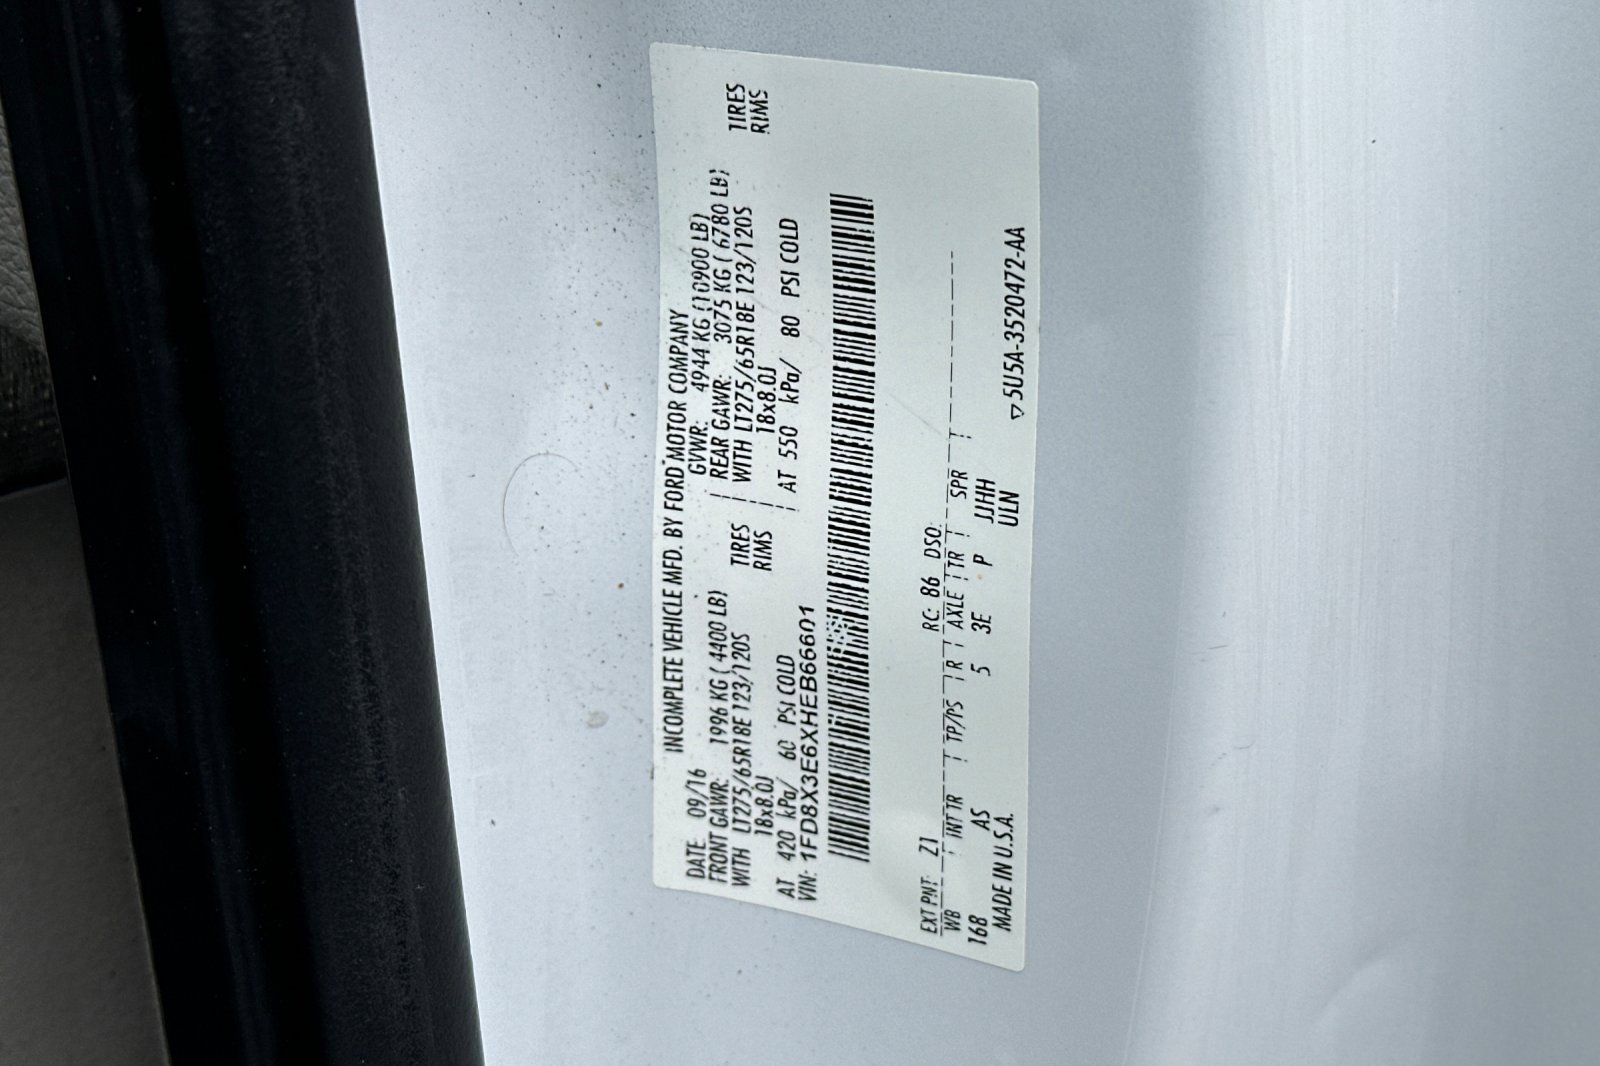 INCOMPLETE VEHICLE MFD. BY FORD MOTOR COMPANY
DATE: 09/16 GVWR: 4944 KG (10900 LB)
FRONT GAWR: 1996 KG ( 4400 LB) REAR GAWR: 3075 KG ( 6780 LB)
WITH LT275/65R18E 123/120S TIRES WITH LT275/65R18E 123/120S TIRES
18x8.0J RIMS 18x8.0J RIMS
AT 420 kPa/ 60 PSI COLD AT 550 kPa/ 80 PSI COLD
VIN: 1FD8X3E6XHEB66601
EXT PNT: Z1 RC: 86 DSO:
WB INT TR TP/PS R AXLE TR SPR
168 AS 5 3E P JJHH
MADE IN U.S.A. ULN
▽5U5A-3520472-AA